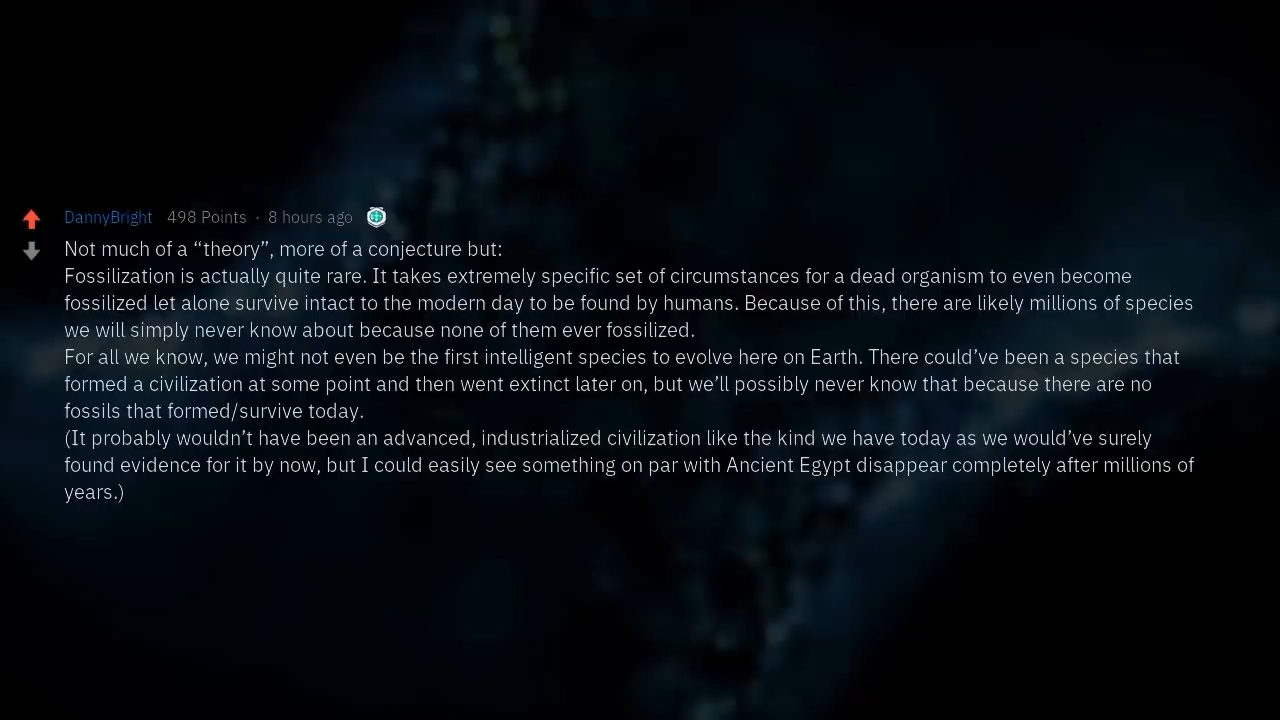 DannyBright 498 Points · 8 hours ago
Not much of a “theory”, more of a conjecture but:
Fossilization is actually quite rare. It takes extremely specific set of circumstances for a dead organism to even become
fossilized let alone survive intact to the modern day to be found by humans. Because of this, there are likely millions of species
we will simply never know about because none of them ever fossilized.
For all we know, we might not even be the first intelligent species to evolve here on Earth. There could’ve been a species that
formed a civilization at some point and then went extinct later on, but we’ll possibly never know that because there are no
fossils that formed/survive today.
(It probably wouldn’t have been an advanced, industrialized civilization like the kind we have today as we would’ve surely
found evidence for it by now, but I could easily see something on par with Ancient Egypt disappear completely after millions of
years.)